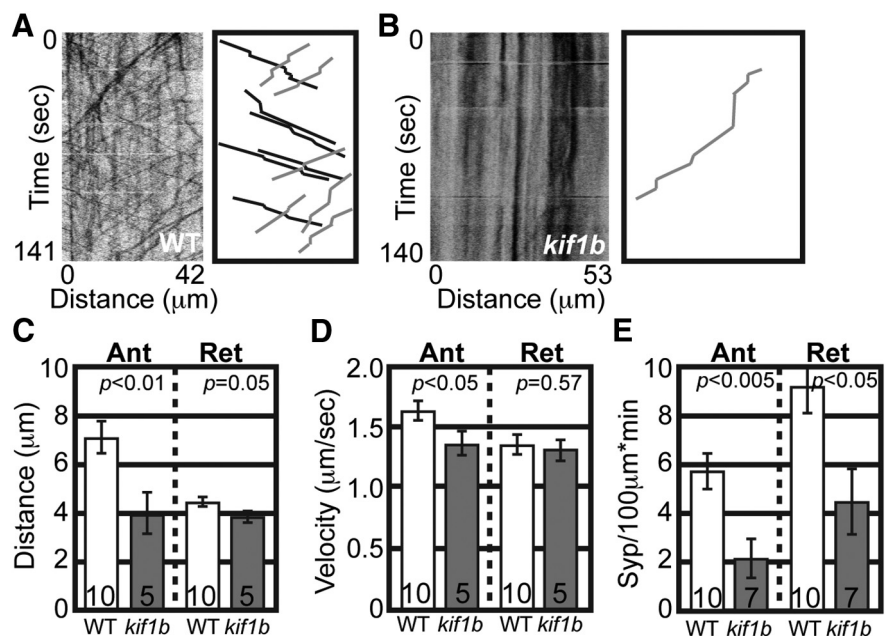 A
0
Time (sec)
141
WT
0 42
Distance (μm)
B
0
Time (sec)
140
kif1b
0 53
Distance (μm)
C
Ant Ret
p<0.01 p=0.05
10
8
6
4
2
0
Distance (μm)
10 5 10 5
WT kif1b WT kif1b
D
Ant Ret
p<0.05 p=0.57
2.0
1.5
1.0
0.5
0
Velocity (μm/sec)
10 5 10 5
WT kif1b WT kif1b
E
Ant Ret
p<0.005 p<0.05
10
8
6
4
2
0
Syp/100μm*min
10 7 10 7
WT kif1b WT kif1b